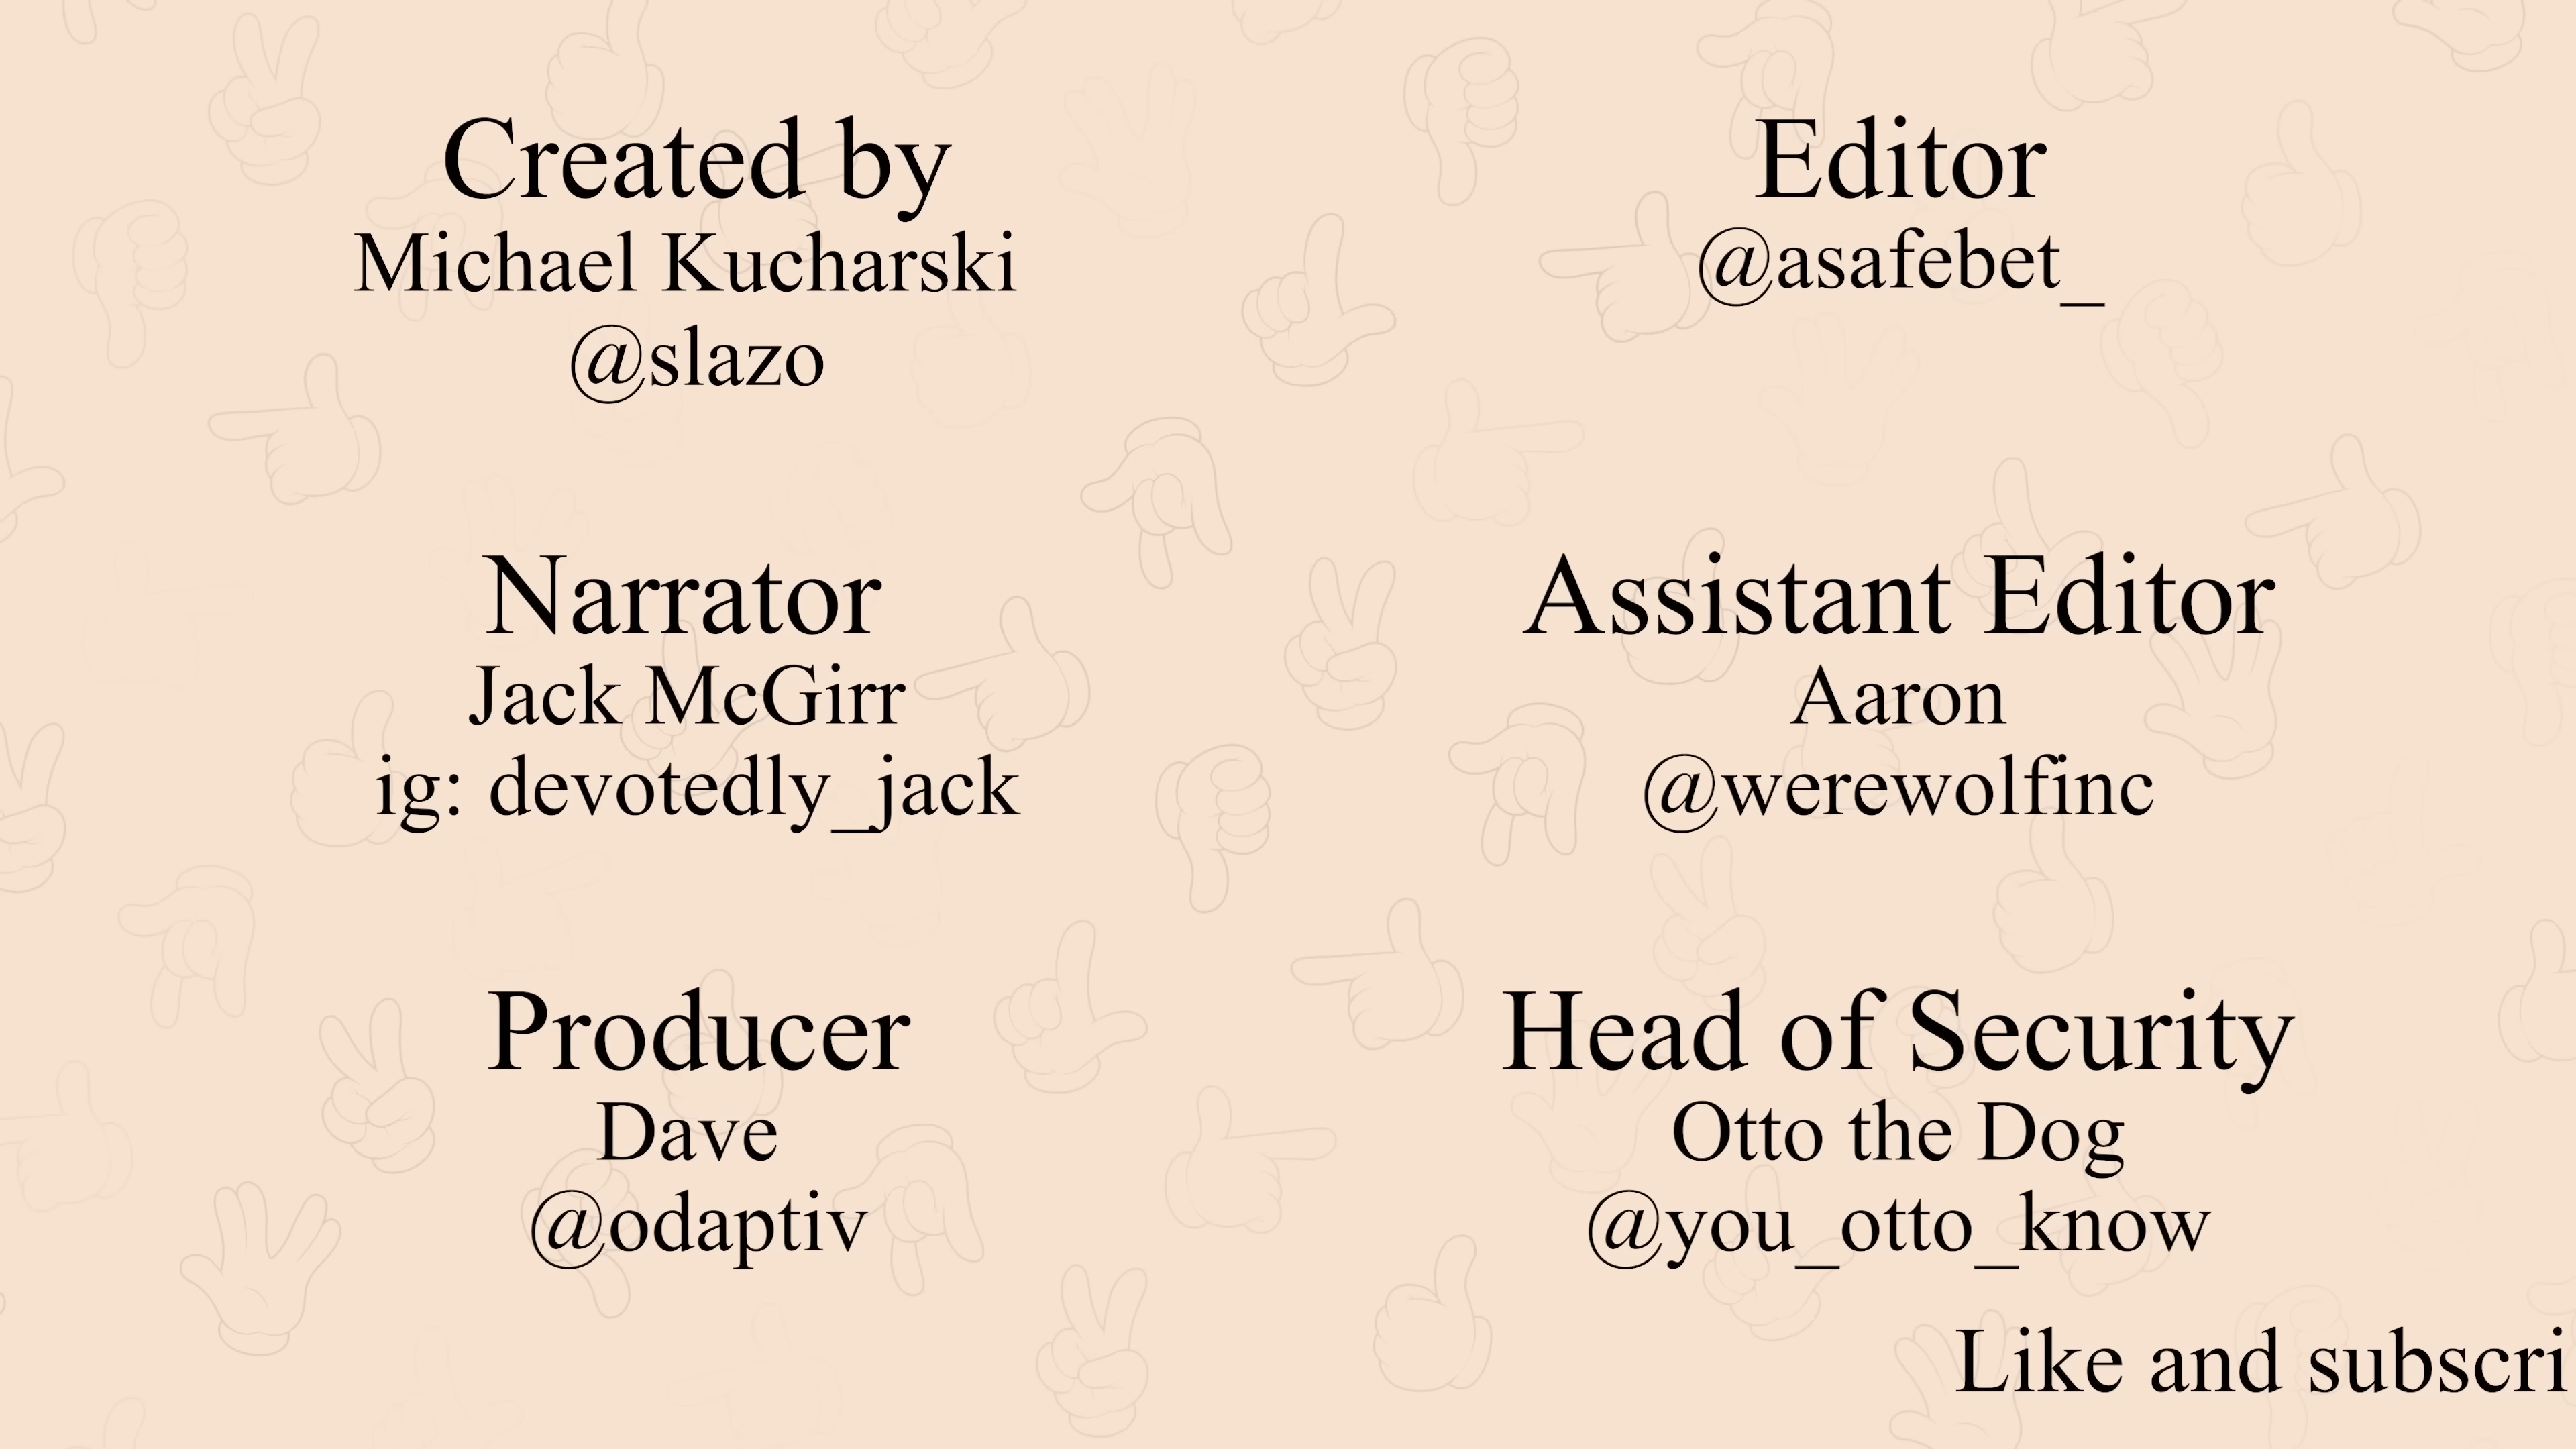 Created by
Michael Kucharski
@slazo
Editor
@asafebet_
Narrator
Jack McGirr
ig: devotedly_jack
Assistant Editor
Aaron
@werewolfinc
Producer
Dave
@odaptiv
Head of Security
Otto the Dog
@you_otto_know
Like and subscri